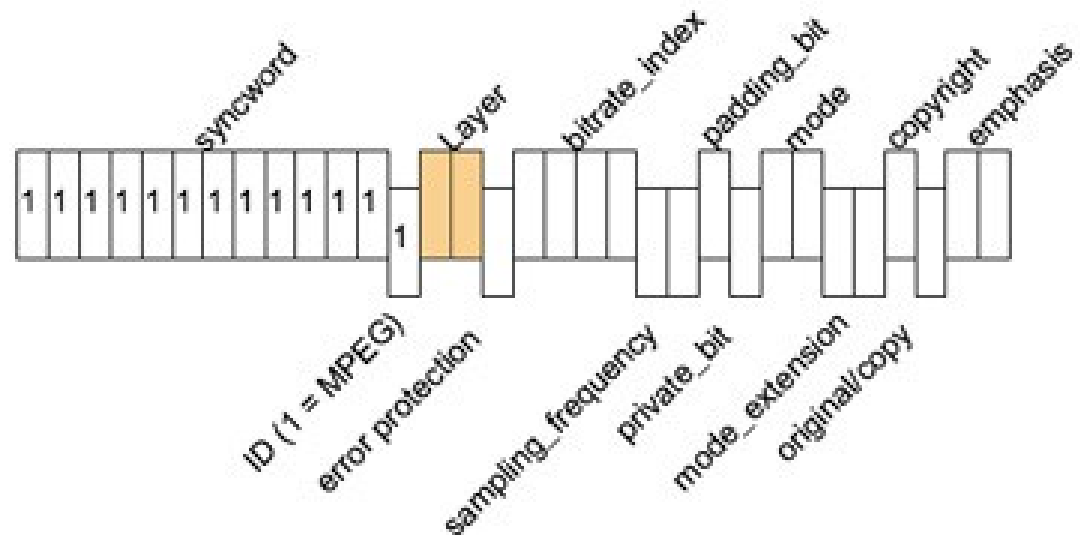 syncword
Layer
bitrate_index
padding_bit
mode
copyright
emphasis
1 1 1 1 1 1 1 1 1 1 1 1
1
ID (1 = MPEG)
error protection
sampling_frequency
private_bit
mode_extension
original/copy